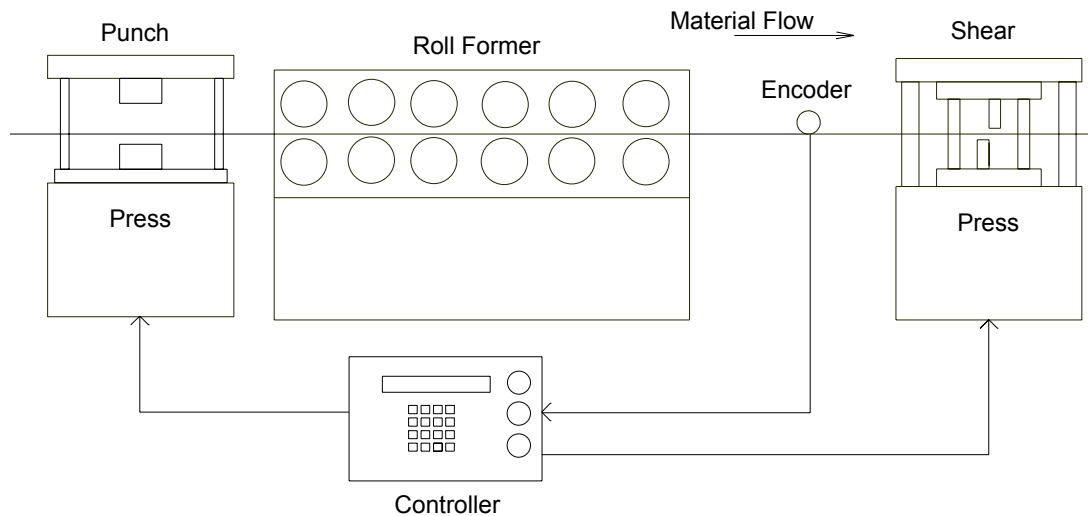 Punch
Roll Former
Material Flow
Shear
Encoder
Press
Press
Controller